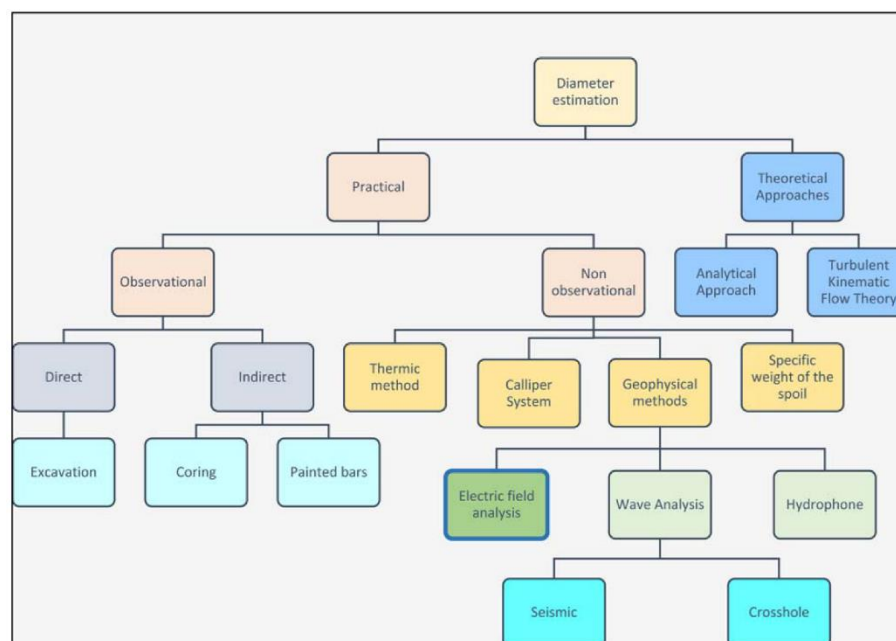 Diameter
estimation
Practical
Theoretical
Approaches
Observational
Non
observational
Analytical
Approach
Turbulent
Kinematic
Flow Theory
Direct
Indirect
Thermic
method
Calliper
System
Geophysical
methods
Specific
weight of the
spoil
Excavation
Coring
Painted bars
Electric field
analysis
Wave Analysis
Hydrophone
Seismic
Crosshole